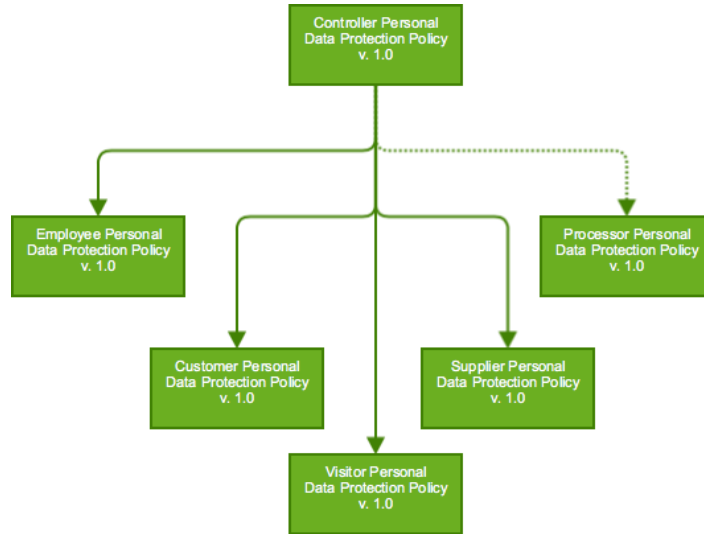 Controller Personal
Data Protection Policy
v. 1.0
Employee Personal
Data Protection Policy
v. 1.0
Processor Personal
Data Protection Policy
v. 1.0
Customer Personal
Data Protection Policy
v. 1.0
Supplier Personal
Data Protection Policy
v. 1.0
Visitor Personal
Data Protection Policy
v. 1.0